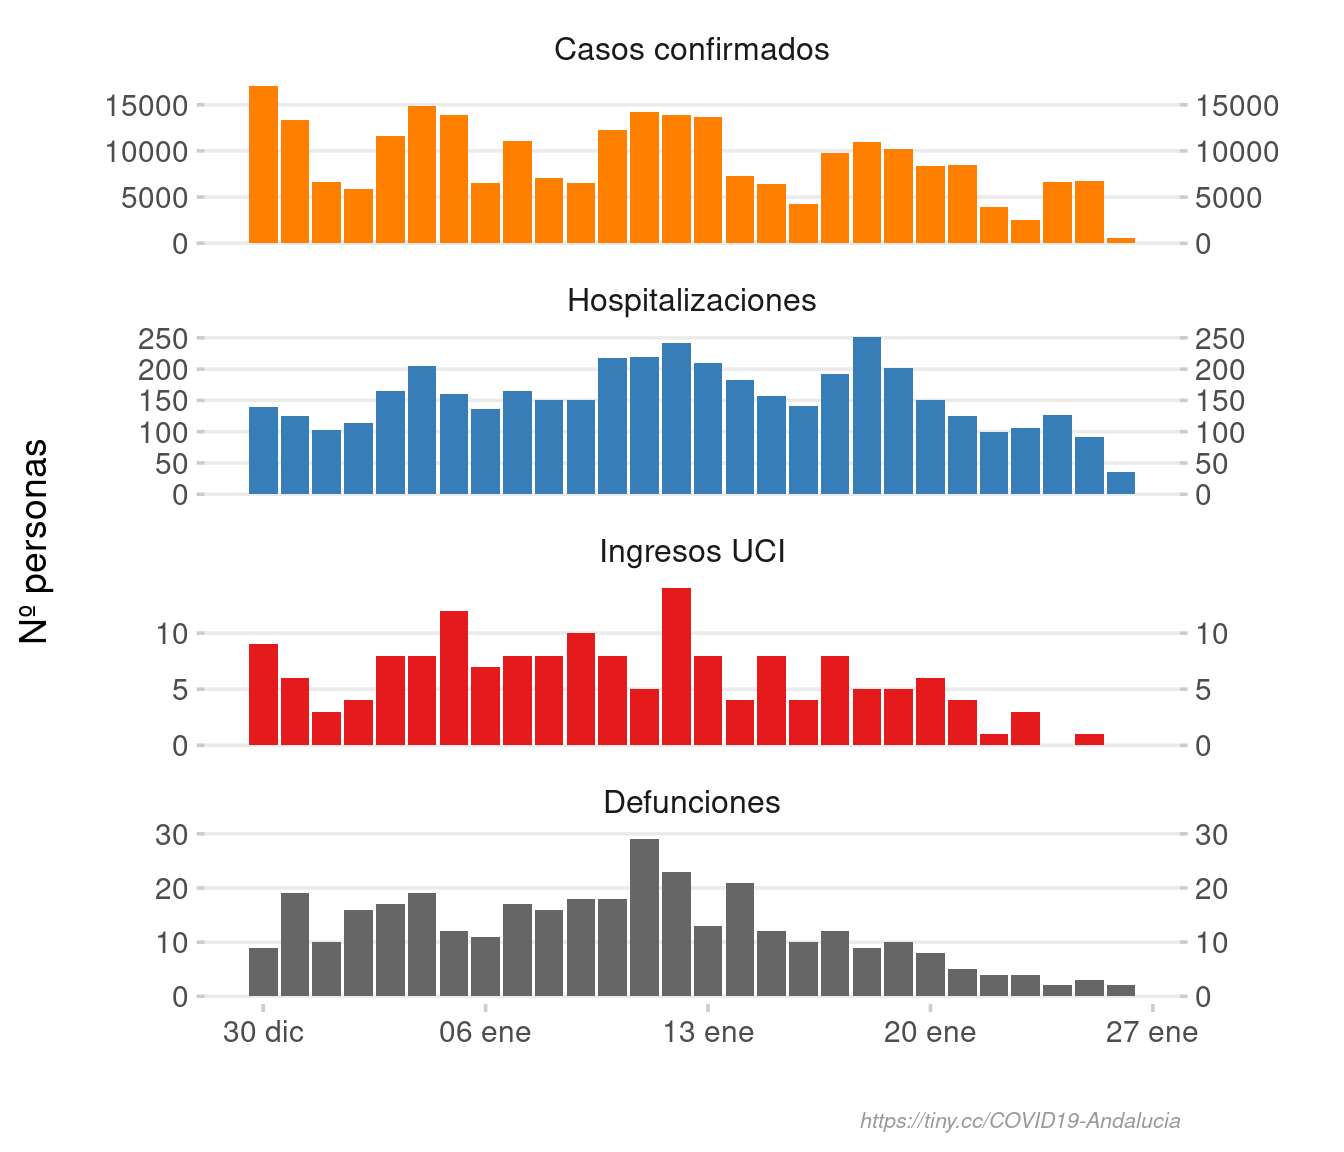 Casos confirmados
15000 15000
10000 10000
5000 5000
0 0
Hospitalizaciones
250 250
200 200
150 150
100 100
50 50
0 0
Nº personas
Ingresos UCI
10 10
5 5
0 0
Defunciones
30 30
20 20
10 10
0 0
30 dic 06 ene 13 ene 20 ene 27 ene
https://tiny.cc/COVID19-Andalucia